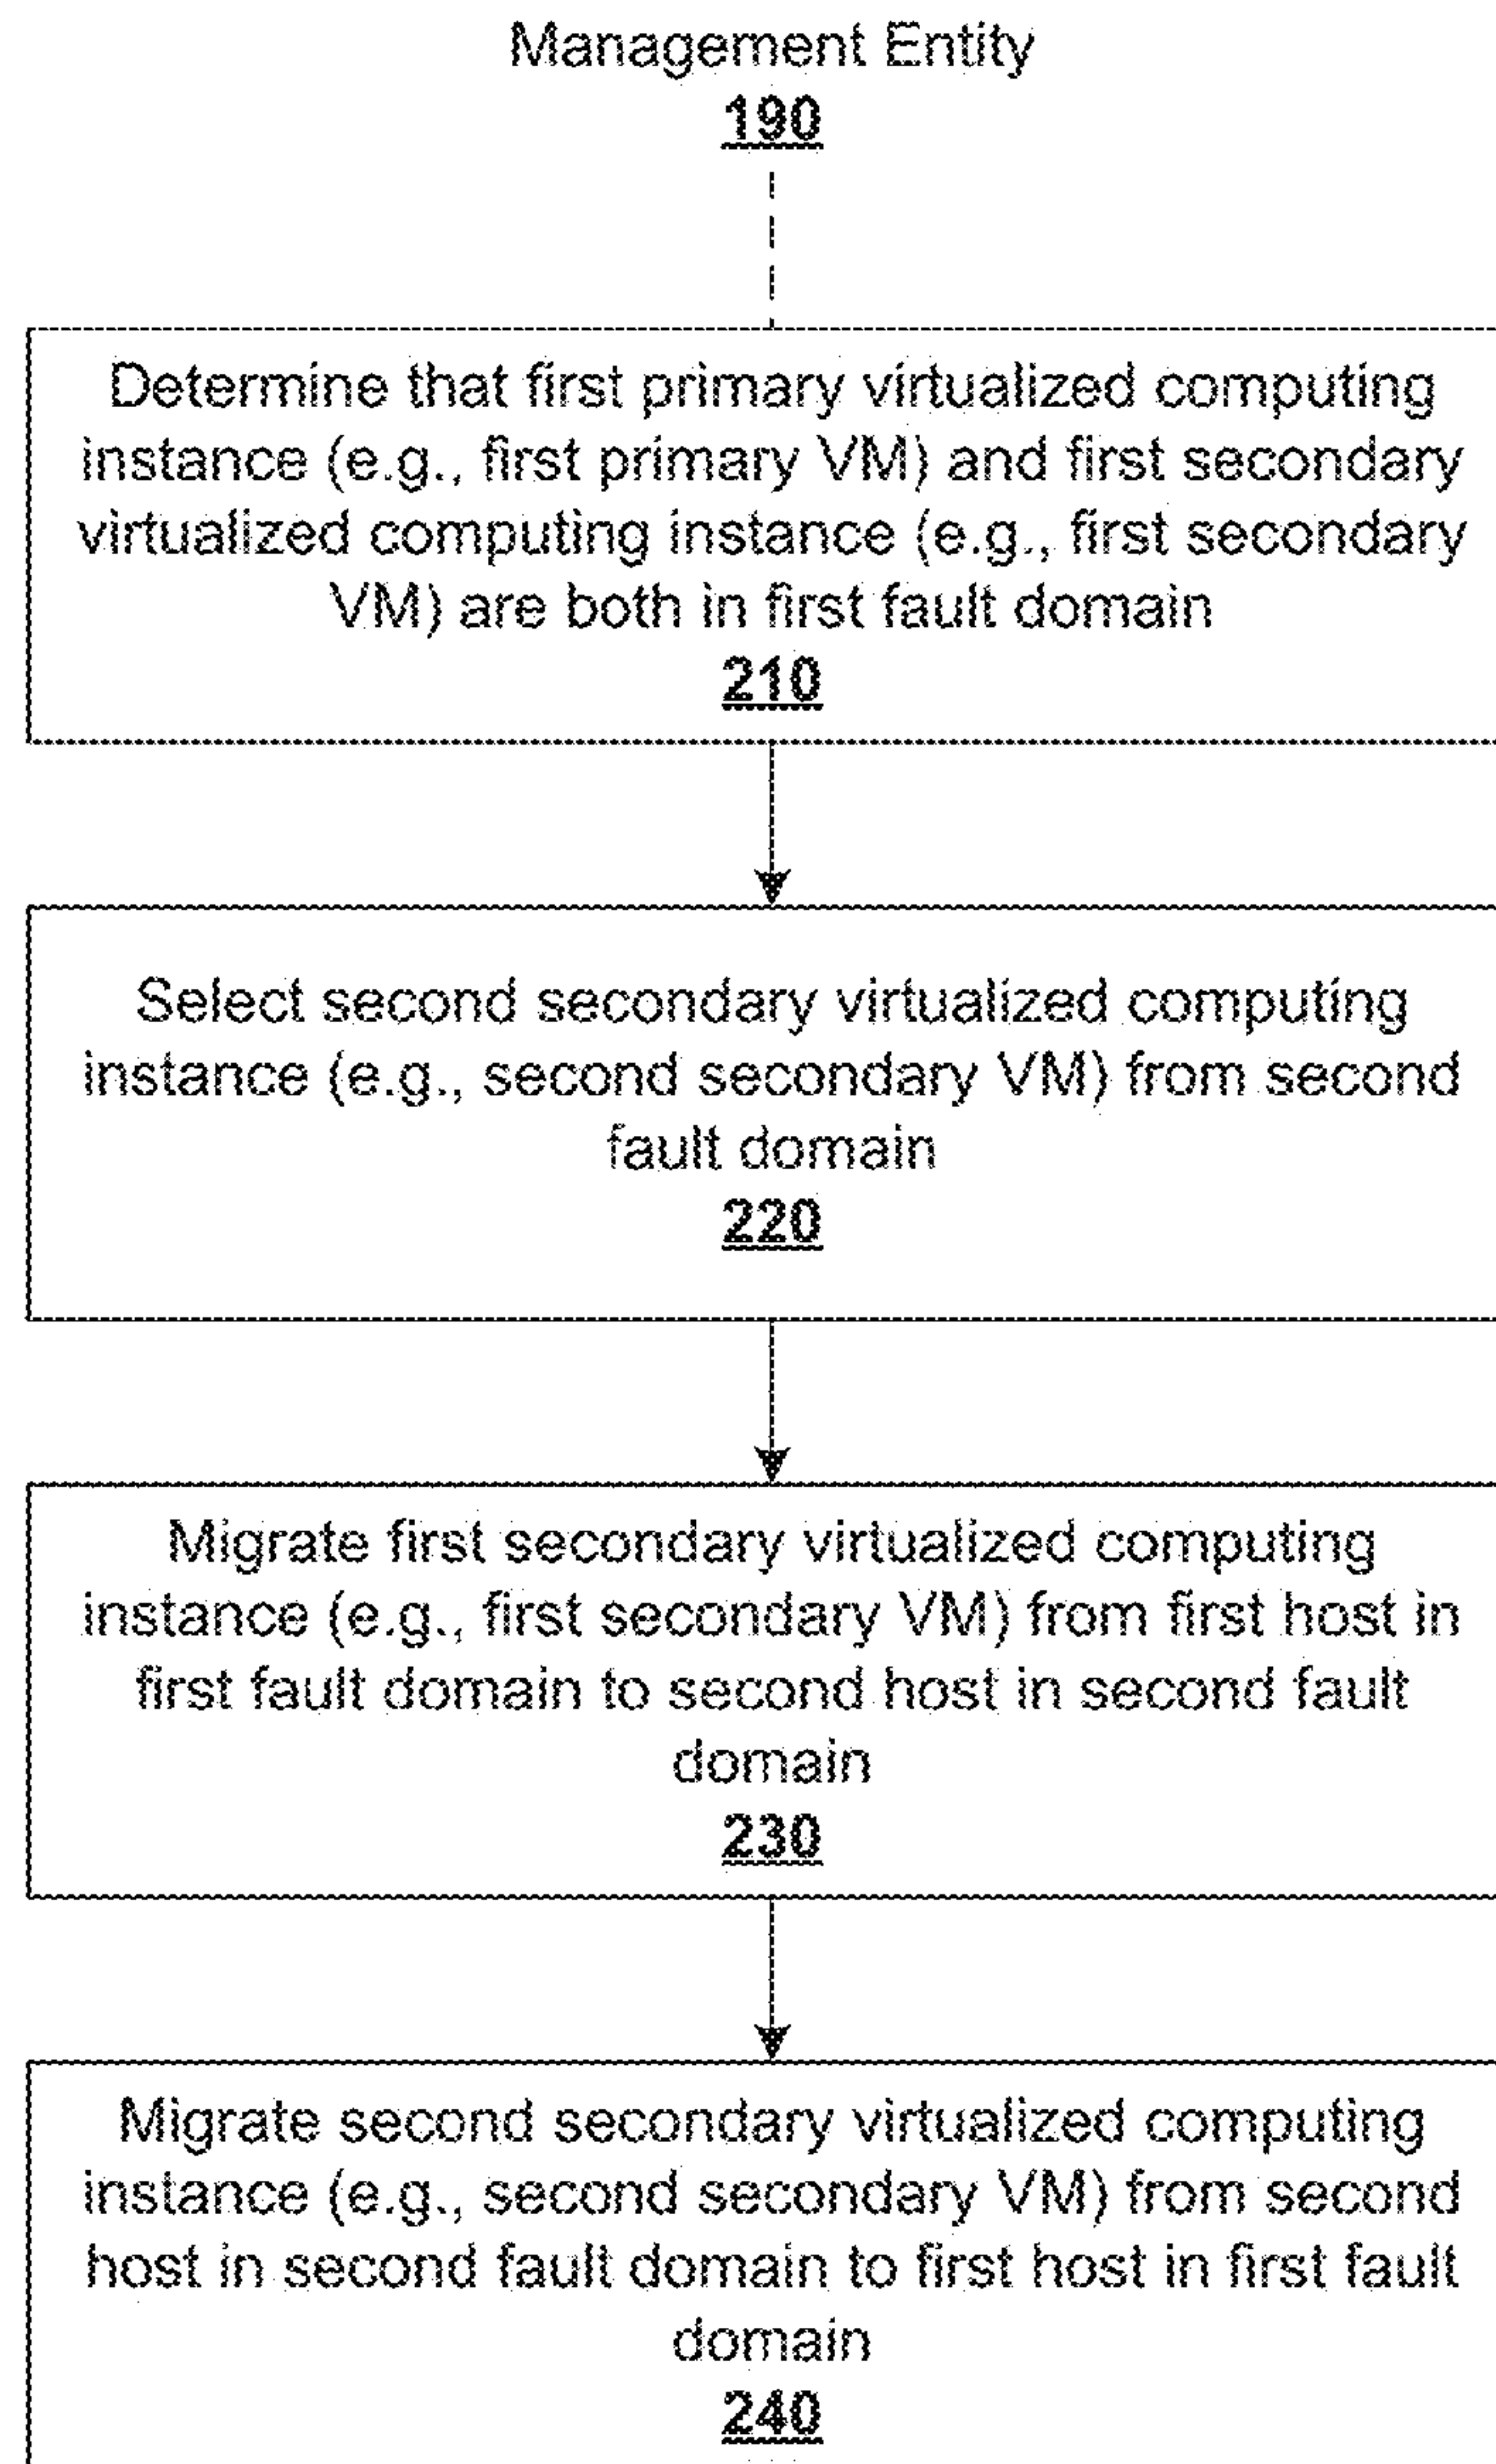 Management Entity
190
Determine that first primary virtualized computing
instance (e.g., first primary VM) and first secondary
virtualized computing instance (e.g., first secondary
VM) are both in first fault domain
210
Select second secondary virtualized computing
instance (e.g., second secondary VM) from second
fault domain
220
Migrate first secondary virtualized computing
instance (e.g., first secondary VM) from first host in
first fault domain to second host in second fault
domain
230
Migrate second secondary virtualized computing
instance (e.g., second secondary VM) from second
host in second fault domain to first host in first fault
domain
240